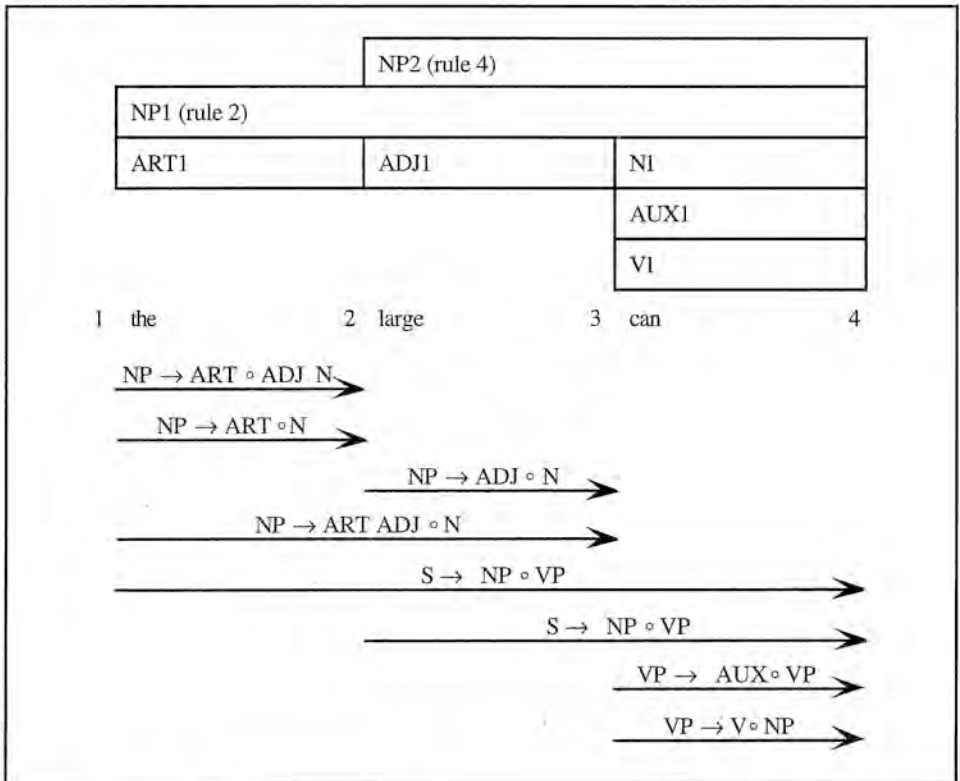 NP2 (rule 4)
NP1 (rule 2)
ART1 ADJ1 N1
AUX1
V1
1 the 2 large 3 can 4
NP → ART ∘ ADJ N
NP → ART ∘ N
NP → ADJ ∘ N
NP → ART ADJ ∘ N
S → NP ∘ VP
S → NP ∘ VP
VP → AUX ∘ VP
VP → V ∘ NP